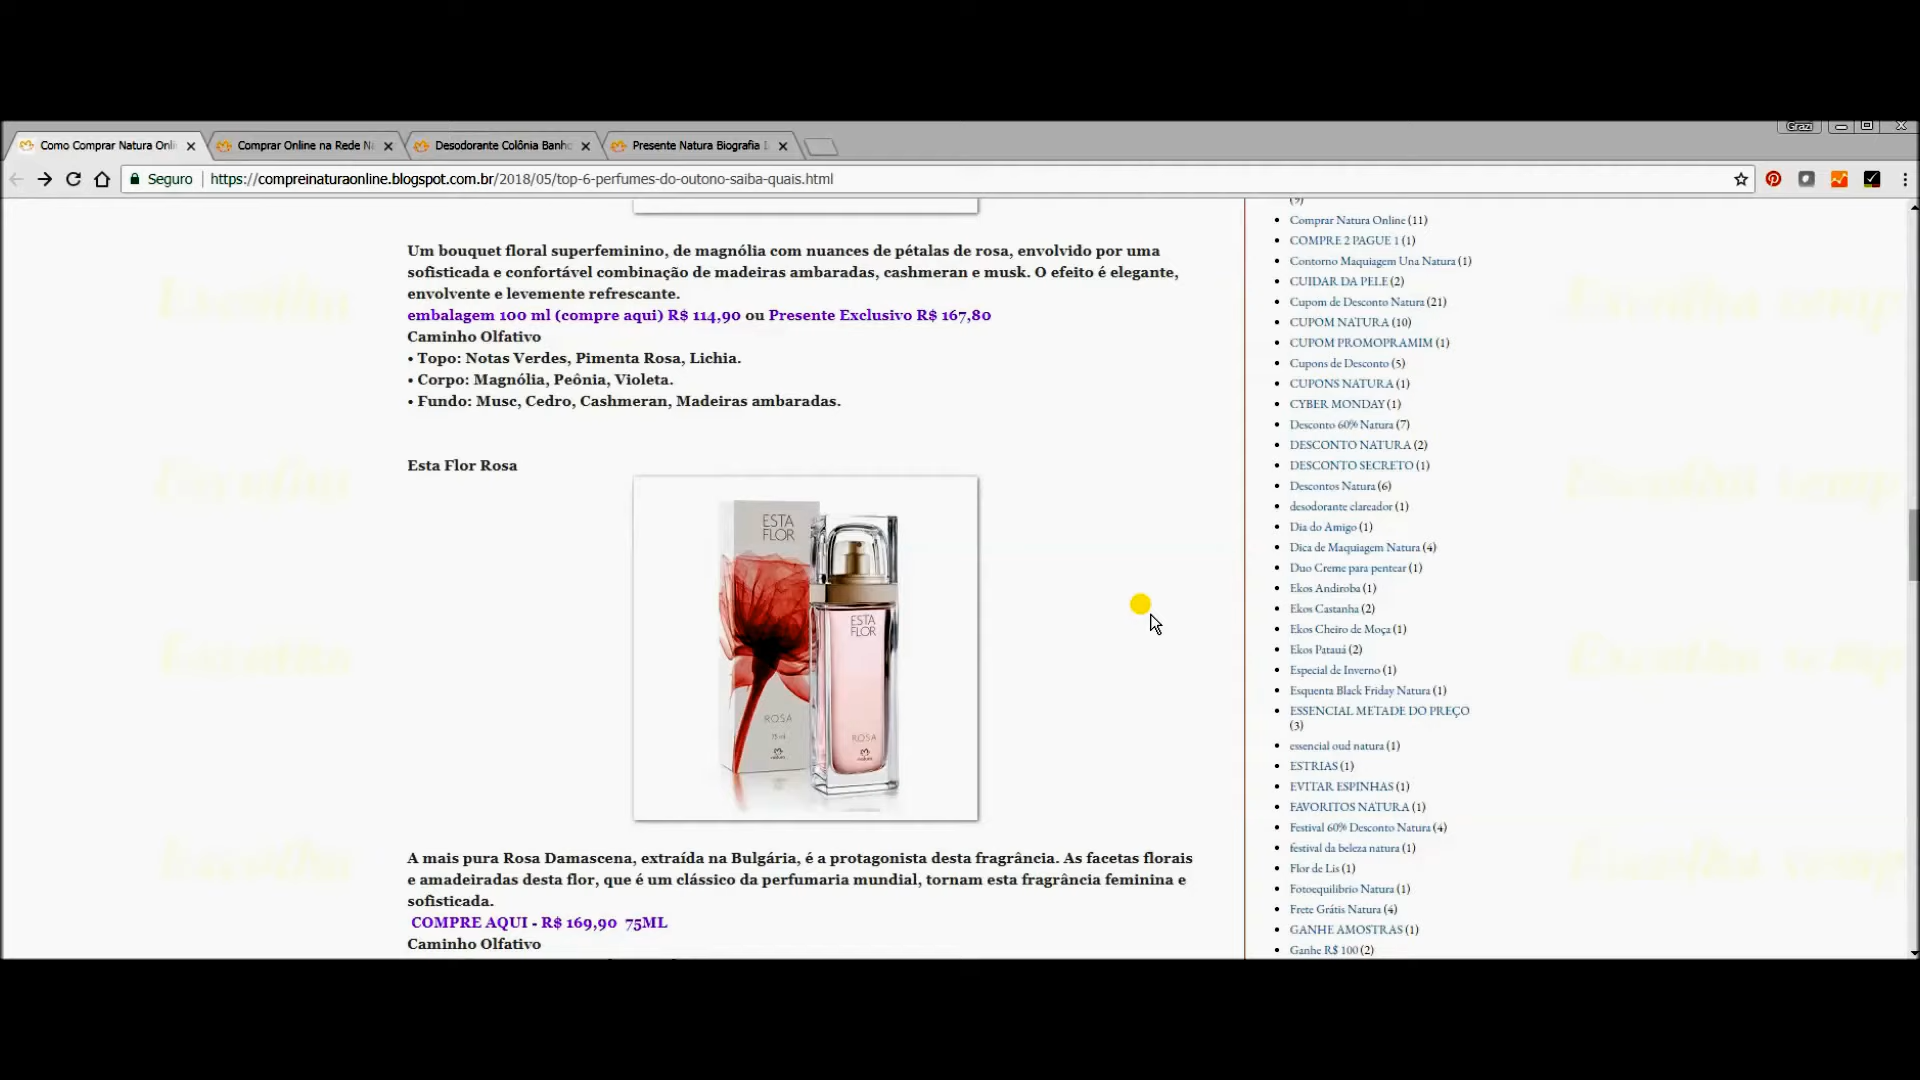 Grazi
Como Comprar Natura Onli
Comprar Online na Rede N
Desodorante Colônia Banho
Presente Natura Biografia
Seguro
https://compreinaturaonline.blogspot.com.br/2018/05/top-6-perfumes-do-outono-saiba-quais.html
Um bouquet floral superfeminino, de magnólia com nuances de pétalas de rosa, envolvido por uma
sofisticada e confortável combinação de madeiras ambaradas, cashmeran e musk. O efeito é elegante,
envolvente e levemente refrescante.
embalagem 100 ml (compre aqui) R$ 114,90 ou Presente Exclusivo R$ 167,80
Caminho Olfativo
• Topo: Notas Verdes, Pimenta Rosa, Lichia.
• Corpo: Magnólia, Peônia, Violeta.
• Fundo: Musc, Cedro, Cashmeran, Madeiras ambaradas.
Esta Flor Rosa
ESTA
FLOR
ROSA
75 ml
natura
ESTA
FLOR
ROSA
natura
A mais pura Rosa Damascena, extraída na Bulgária, é a protagonista desta fragrância. As facetas florais
e amadeiradas desta flor, que é um clássico da perfumaria mundial, tornam esta fragrância feminina e
sofisticada.
COMPRE AQUI - R$ 169,90 75ML
Caminho Olfativo
(9)
Comprar Natura Online (11)
COMPRE 2 PAGUE 1 (1)
Contorno Maquiagem Una Natura (1)
CUIDAR DA PELE (2)
Cupom de Desconto Natura (21)
CUPOM NATURA (10)
CUPOM PROMOPRAMIM (1)
Cupons de Desconto (5)
CUPONS NATURA (1)
CYBER MONDAY (1)
Desconto 60% Natura (7)
DESCONTO NATURA (2)
DESCONTO SECRETO (1)
Descontos Natura (6)
desodorante clareador (1)
Dia do Amigo (1)
Dica de Maquiagem Natura (4)
Duo Creme para pentear (1)
Ekos Andiroba (1)
Ekos Castanha (2)
Ekos Cheiro de Moça (1)
Ekos Patauá (2)
Especial de Inverno (1)
Esquenta Black Friday Natura (1)
ESSENCIAL METADE DO PREÇO
(3)
essencial oud natura (1)
ESTRIAS (1)
EVITAR ESPINHAS (1)
FAVORITOS NATURA (1)
Festival 60% Desconto Natura (4)
festival da beleza natura (1)
Flor de Lis (1)
Fotoequilíbrio Natura (1)
Frete Grátis Natura (4)
GANHE AMOSTRAS (1)
Ganhe R$ 100 (2)